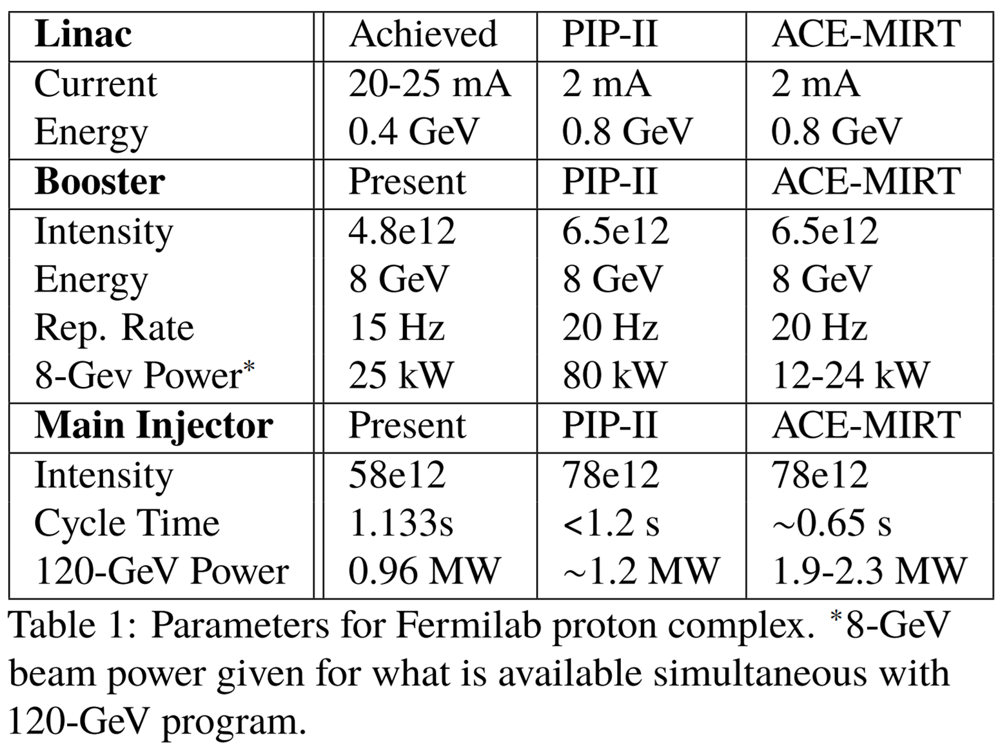 Linac Achieved PIP-II ACE-MIRT
Current 20-25 mA 2 mA 2 mA
Energy 0.4 GeV 0.8 GeV 0.8 GeV
Booster Present PIP-II ACE-MIRT
Intensity 4.8e12 6.5e12 6.5e12
Energy 8 GeV 8 GeV 8 GeV
Rep. Rate 15 Hz 20 Hz 20 Hz
8-Gev Power* 25 kW 80 kW 12-24 kW
Main Injector Present PIP-II ACE-MIRT
Intensity 58e12 78e12 78e12
Cycle Time 1.133s <1.2 s ~0.65 s
120-GeV Power 0.96 MW ~1.2 MW 1.9-2.3 MW
Table 1: Parameters for Fermilab proton complex. *8-GeV
beam power given for what is available simultaneous with
120-GeV program.